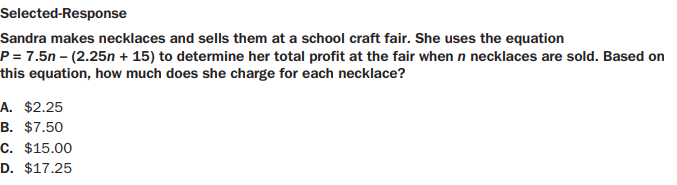 Selected-Response
Sandra makes necklaces and sells them at a school craft fair. She uses the equation
P = 7.5n – (2.25n + 15) to determine her total profit at the fair when n necklaces are sold. Based on
this equation, how much does she charge for each necklace?
A. $2.25
B. $7.50
C. $15.00
D. $17.25